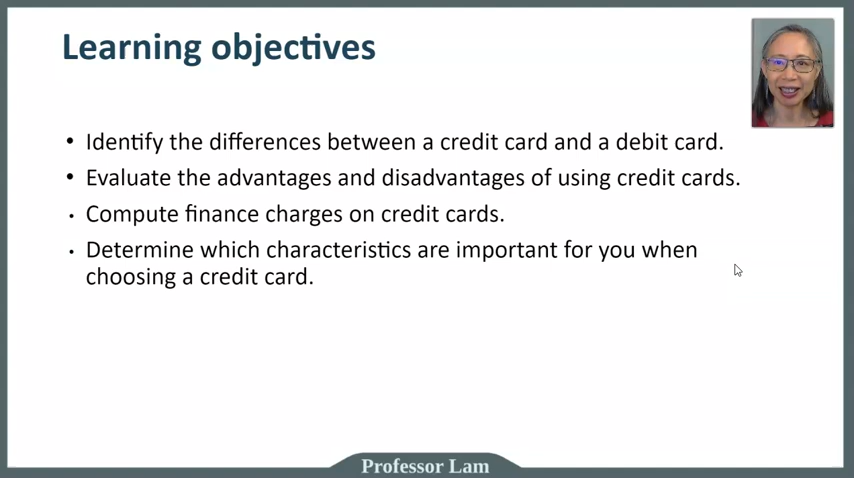 Learning objectives
• Identify the differences between a credit card and a debit card.
• Evaluate the advantages and disadvantages of using credit cards.
• Compute finance charges on credit cards.
• Determine which characteristics are important for you when
choosing a credit card.
Professor Lam